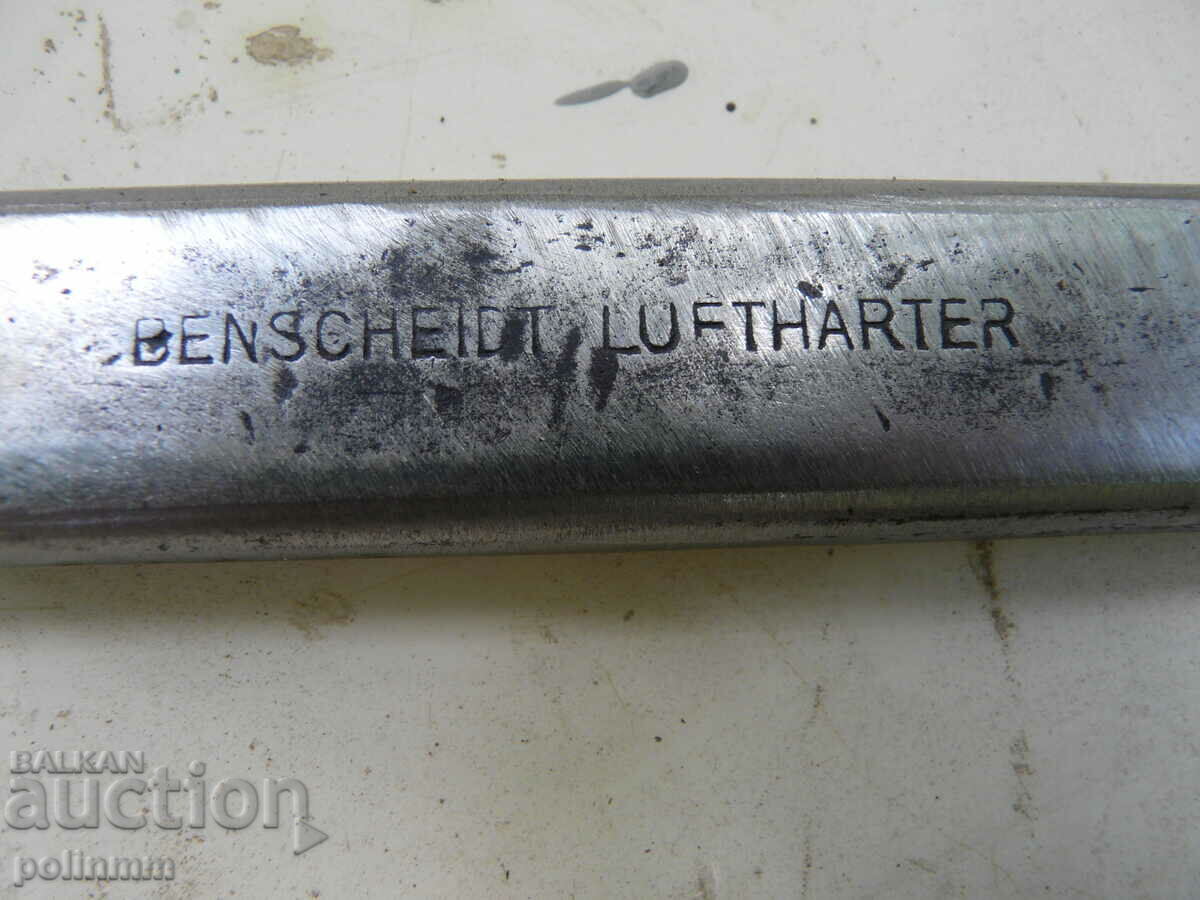 BENSCHEIDT LUFTHARTER
BALKAN
auction
polinmm